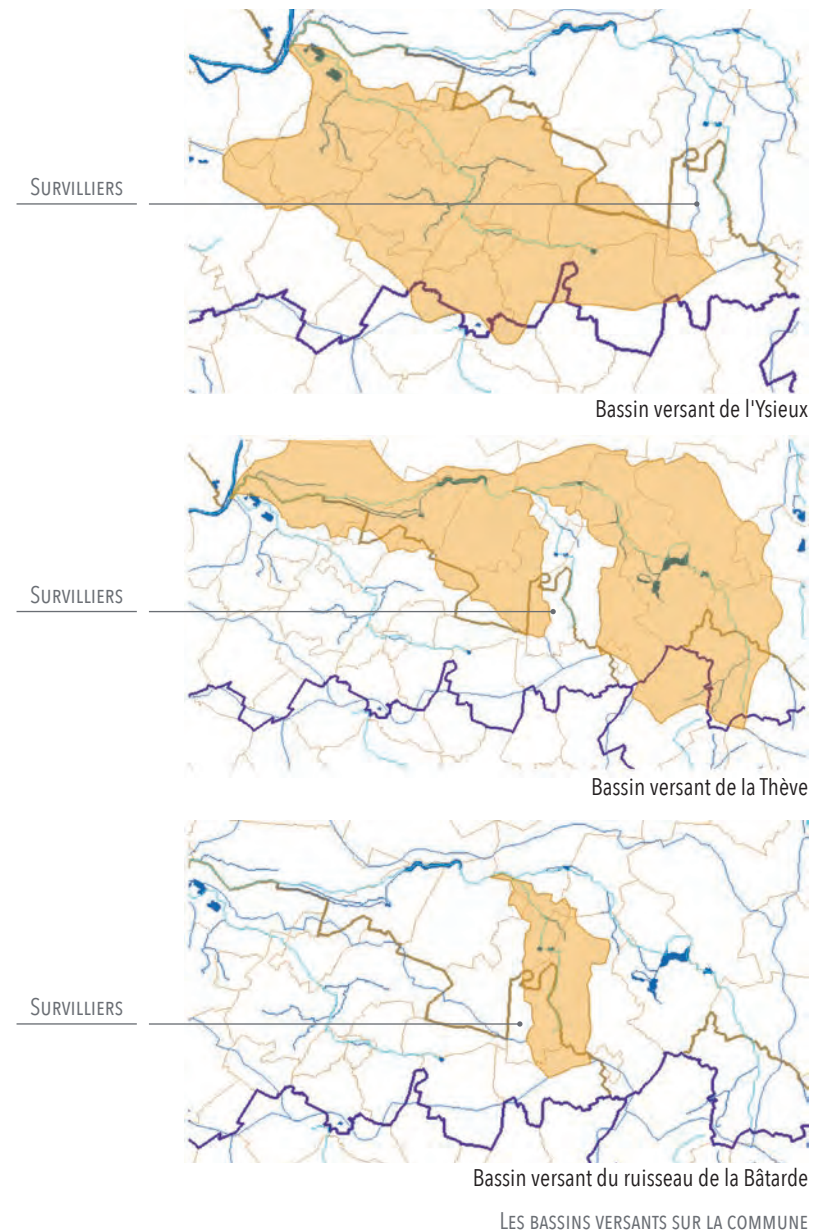 SURVILLIERS
Bassin versant de l'Ysieux
SURVILLIERS
Bassin versant de la Thève
SURVILLIERS
Bassin versant du ruisseau de la Bâtarde
LES BASSINS VERSANTS SUR LA COMMUNE